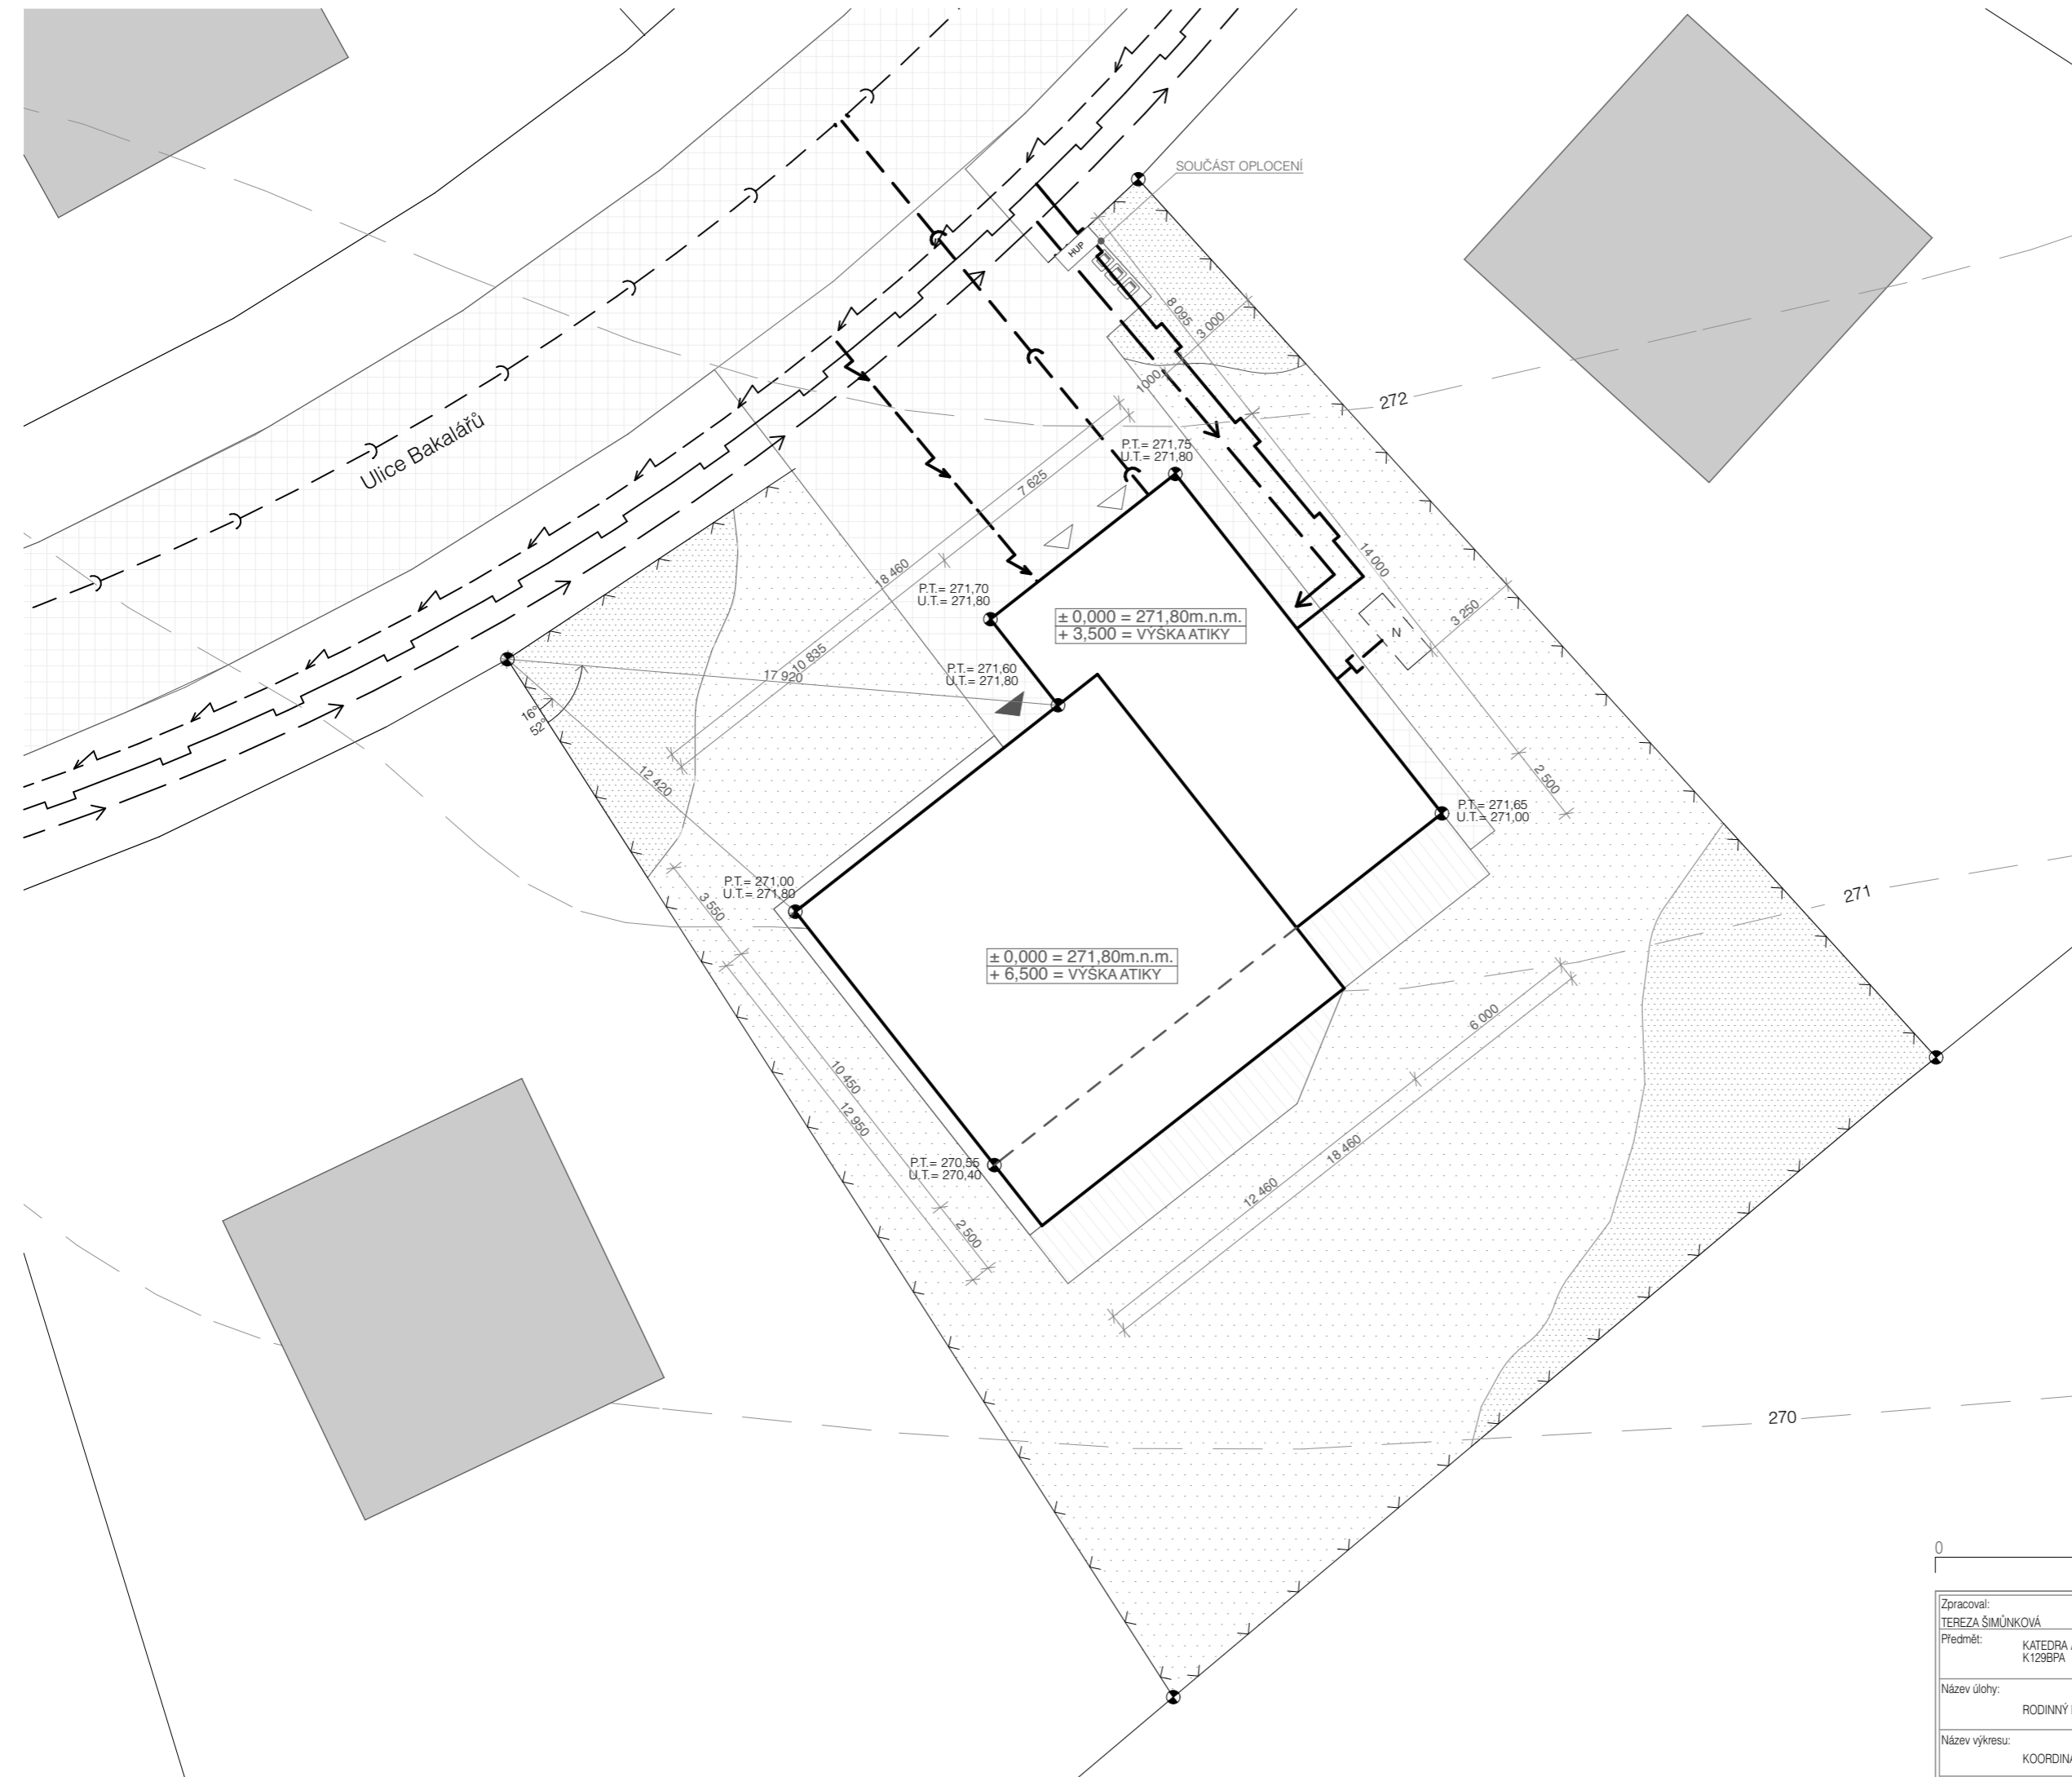 SOUČÁST OPLOCENÍ
HUP
8 095
3 000
1000
272
Ulice Bakalářů
P.T.= 271,75
U.T.= 271,80
7 625
18 460
14 000
P.T.= 271,70
U.T.= 271,80
± 0,000 = 271,80m.n.m.
+ 3,500 = VÝŠKA ATIKY
3 250
N
10 835
17 920
P.T.= 271,60
U.T.= 271,80
16°
52°
12 420
2 500
P.T.= 271,65
U.T.= 271,00
P.T.= 271,00
U.T.= 271,80
271
3 550
± 0,000 = 271,80m.n.m.
+ 6,500 = VÝŠKA ATIKY
6 000
10 450
12 950
18 460
P.T.= 270,55
U.T.= 270,40
12 460
2 500
270
0
Zpracoval:
TEREZA ŠIMŮNKOVÁ
Předmět:
KATEDRA
K129BPA
Název úlohy:
RODINNÝ
Název výkresu:
KOORDINA